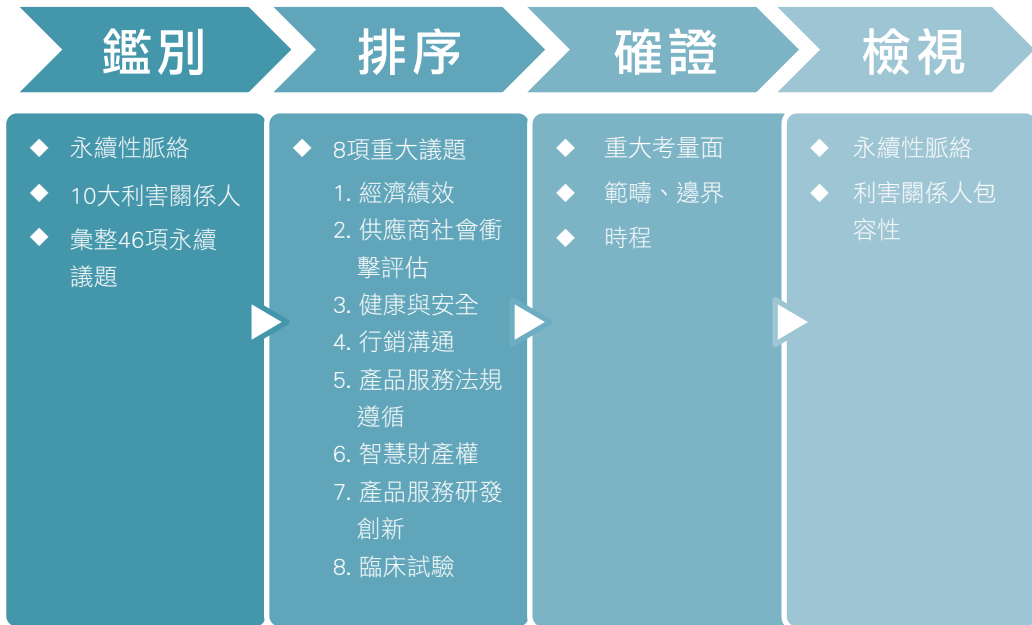 鑑別
◆ 永續性脈絡
◆ 10大利害關係人
◆ 彙整46項永續
議題
排序
◆ 8項重大議題
1. 經濟績效
2. 供應商社會衝
擊評估
3. 健康與安全
4. 行銷溝通
5. 產品服務法規
遵循
6. 智慧財產權
7. 產品服務研發
創新
8. 臨床試驗
確證
◆ 重大考量面
◆ 範疇、邊界
◆ 時程
檢視
◆ 永續性脈絡
◆ 利害關係人包
容性